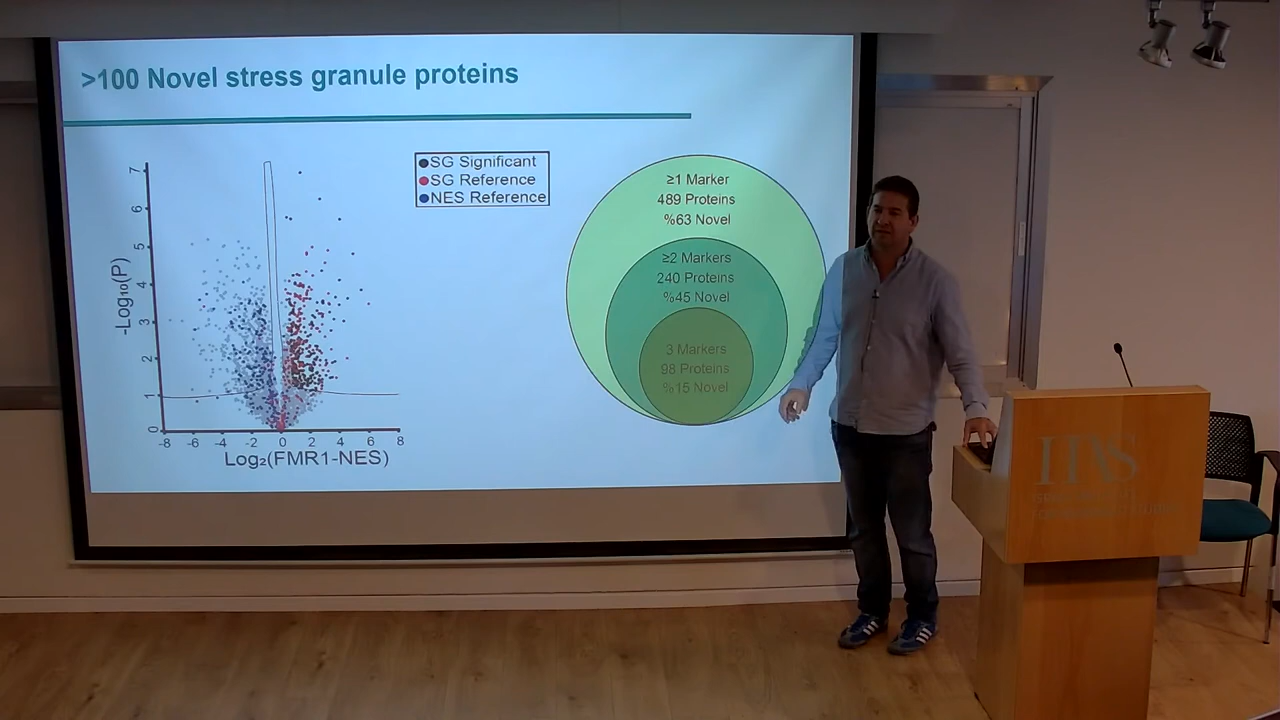 >100 Novel stress granule proteins
SG Significant
SG Reference
NES Reference
-Log₁₀(P)
7
6
5
4
3
2
1
0
-8 -6 -4 -2 0 2 4 6 8
Log₂(FMR1-NES)
≥1 Marker
489 Proteins
%63 Novel
≥2 Markers
240 Proteins
%45 Novel
3 Markers
98 Proteins
%15 Novel
IIAS